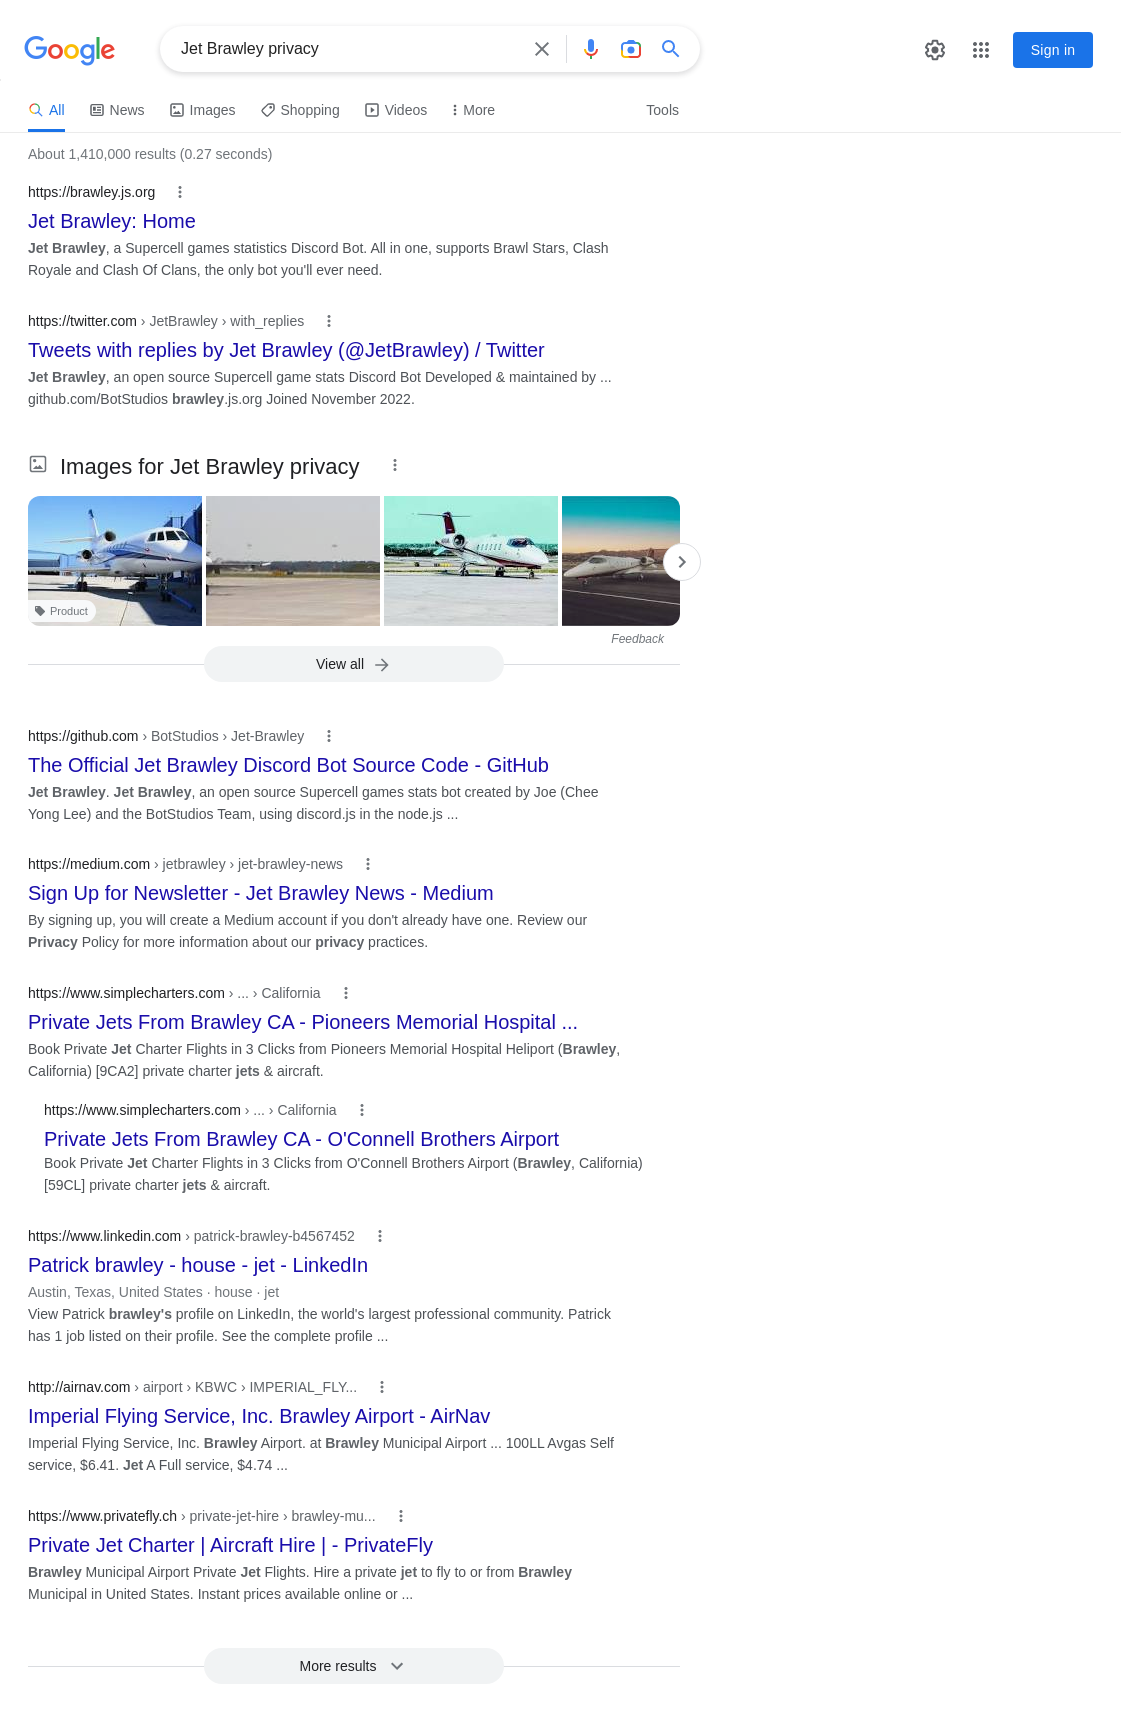 Google
Jet Brawley privacy
Sign in
All
News
Images
Shopping
Videos
More
Tools
About 1,410,000 results (0.27 seconds)
https://brawley.js.org
Jet Brawley: Home
Jet Brawley, a Supercell games statistics Discord Bot. All in one, supports Brawl Stars, Clash
Royale and Clash Of Clans, the only bot you'll ever need.
https://twitter.com › JetBrawley › with_replies
Tweets with replies by Jet Brawley (@JetBrawley) / Twitter
Jet Brawley, an open source Supercell game stats Discord Bot Developed & maintained by ...
github.com/BotStudios brawley.js.org Joined November 2022.
Images for Jet Brawley privacy
Product
Feedback
View all
https://github.com › BotStudios › Jet-Brawley
The Official Jet Brawley Discord Bot Source Code - GitHub
Jet Brawley. Jet Brawley, an open source Supercell games stats bot created by Joe (Chee
Yong Lee) and the BotStudios Team, using discord.js in the node.js ...
https://medium.com › jetbrawley › jet-brawley-news
Sign Up for Newsletter - Jet Brawley News - Medium
By signing up, you will create a Medium account if you don't already have one. Review our
Privacy Policy for more information about our privacy practices.
https://www.simplecharters.com › ... › California
Private Jets From Brawley CA - Pioneers Memorial Hospital ...
Book Private Jet Charter Flights in 3 Clicks from Pioneers Memorial Hospital Heliport (Brawley,
California) [9CA2] private charter jets & aircraft.
https://www.simplecharters.com › ... › California
Private Jets From Brawley CA - O'Connell Brothers Airport
Book Private Jet Charter Flights in 3 Clicks from O'Connell Brothers Airport (Brawley, California)
[59CL] private charter jets & aircraft.
https://www.linkedin.com › patrick-brawley-b4567452
Patrick brawley - house - jet - LinkedIn
Austin, Texas, United States · house · jet
View Patrick brawley's profile on LinkedIn, the world's largest professional community. Patrick
has 1 job listed on their profile. See the complete profile ...
http://airnav.com › airport › KBWC › IMPERIAL_FLY...
Imperial Flying Service, Inc. Brawley Airport - AirNav
Imperial Flying Service, Inc. Brawley Airport. at Brawley Municipal Airport ... 100LL Avgas Self
service, $6.41. Jet A Full service, $4.74 ...
https://www.privatefly.ch › private-jet-hire › brawley-mu...
Private Jet Charter | Aircraft Hire | - PrivateFly
Brawley Municipal Airport Private Jet Flights. Hire a private jet to fly to or from Brawley
Municipal in United States. Instant prices available online or ...
More results